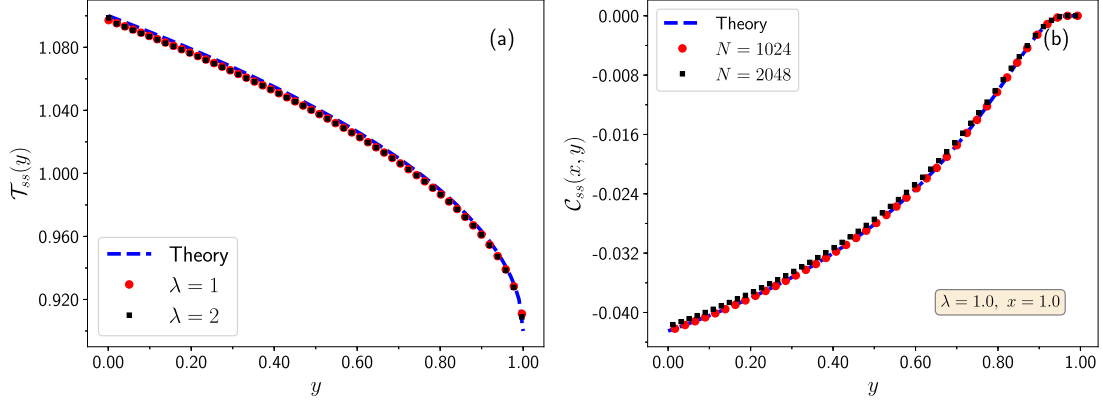 1.080
1.040
1.000
0.960
0.920
𝒯ss(y)
(a)
Theory
λ = 1
λ = 2
0.00 0.20 0.40 0.60 0.80 1.00
y
0.000
-0.008
-0.016
-0.024
-0.032
-0.040
𝒞ss(x, y)
Theory
N = 1024
N = 2048
(b)
λ = 1.0, x = 1.0
0.00 0.20 0.40 0.60 0.80 1.00
y